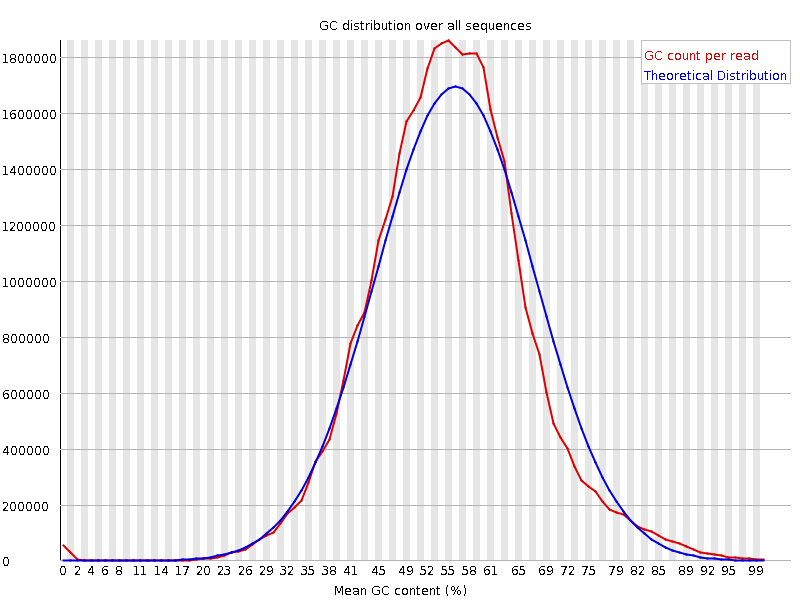 GC distribution over all sequences
GC count per read
Theoretical Distribution
1800000
1600000
1400000
1200000
1000000
800000
600000
400000
200000
0
0 2 4 6 8 11 14 17 20 23 26 29 32 35 38 41 45 49 52 55 58 61 65 69 72 75 79 82 85 89 92 95 99
Mean GC content (%)